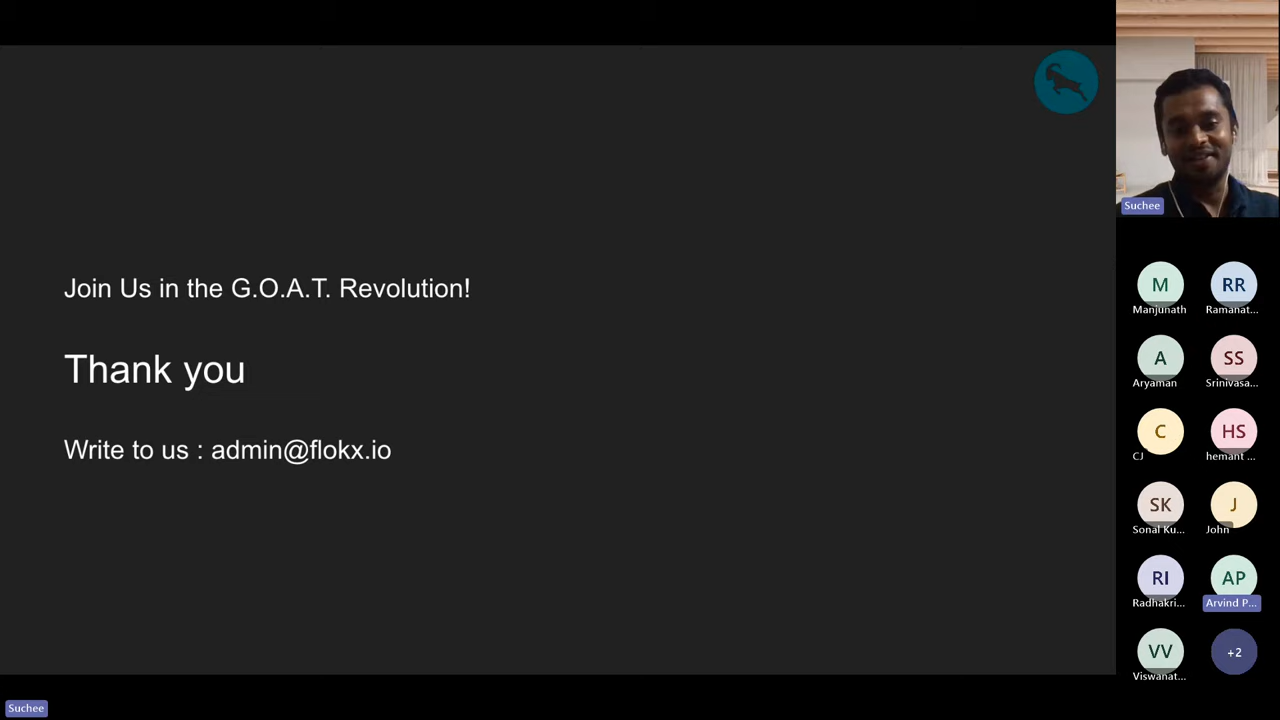 Join Us in the G.O.A.T. Revolution!
Thank you
Write to us : admin@flokx.io
Suchee
M
RR
Manjunath
Ramanat...
A
SS
Aryaman
Srinivasa...
C
HS
CJ
hemant ...
SK
J
Sonal Ku...
John
RI
AP
Radhakri...
Arvind P...
VV
+2
Viswanat...
Suchee